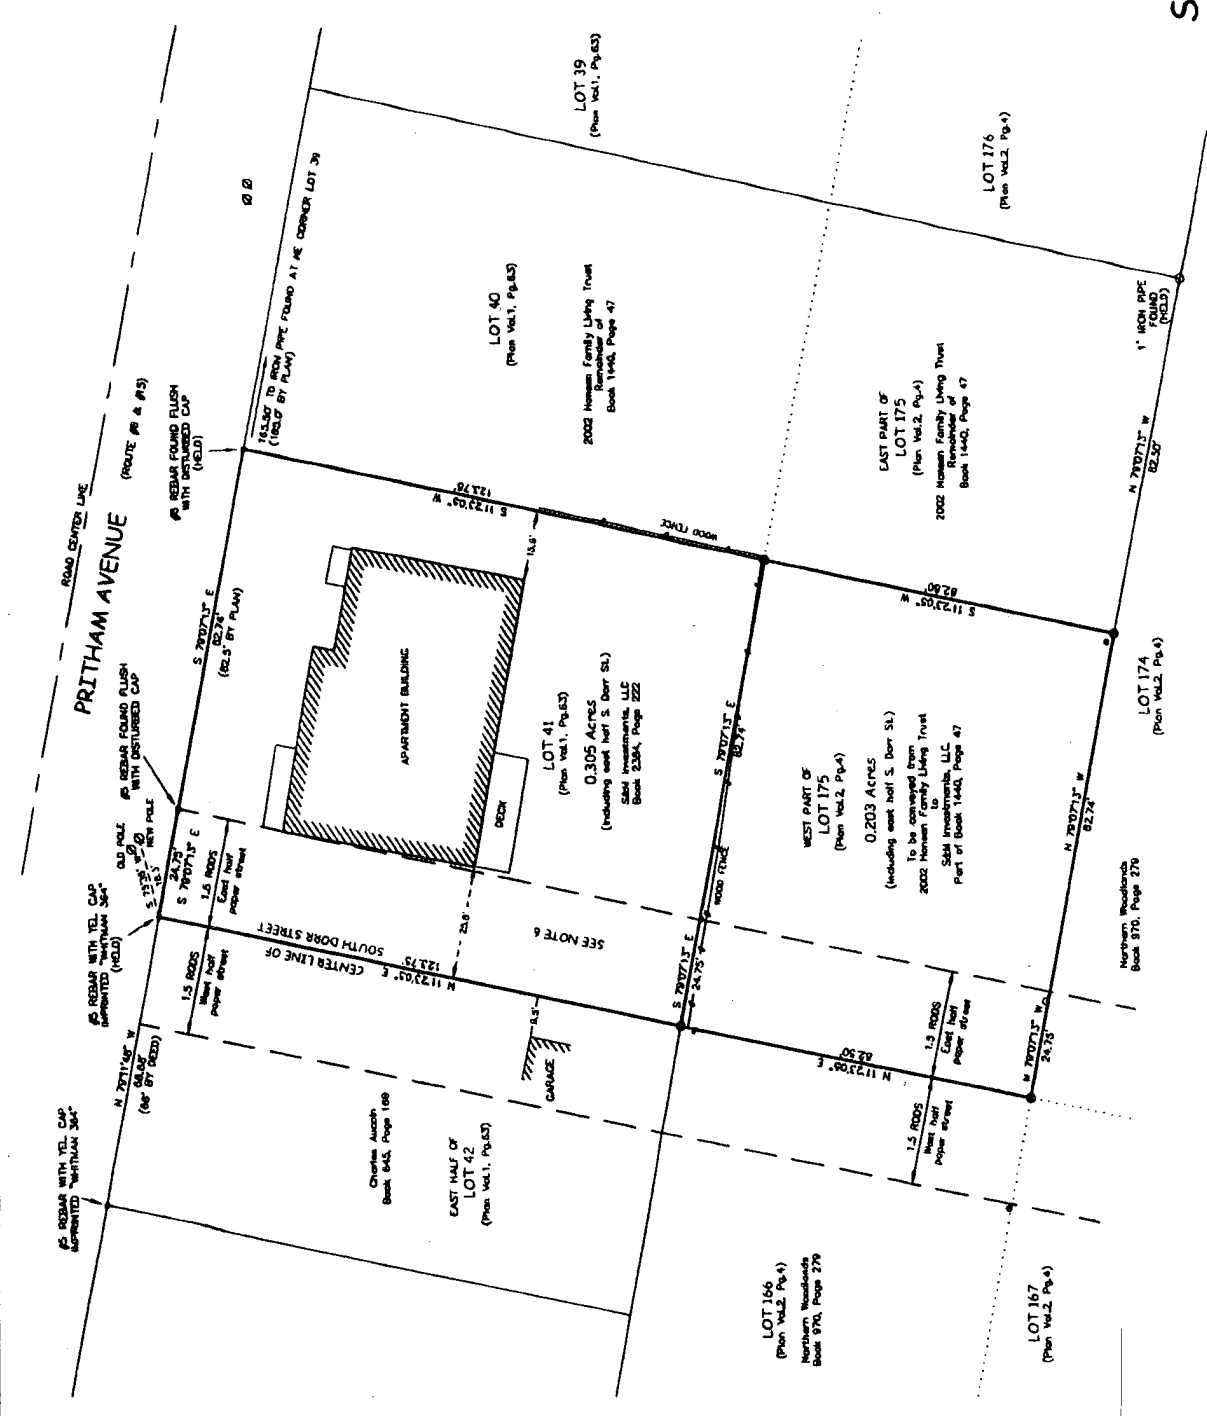 S
ROAD CENTER LINE
PRITHAM AVENUE
(ROUTE #6 & #15)
LOT 39
(Plan Vol.1, Pg.63)
163.50' TO IRON PIPE FOUND AT NE CORNER LOT 39
(165.0' BY PLAN)
#5 REBAR FOUND FLUSH
WITH DISTURBED CAP
(HELD)
S 79°07'13" E
82.74'
(82.5' BY PLAN)
#5 REBAR FOUND FLUSH
WITH DISTURBED CAP
OLD POLE
NEW POLE
24.75'
S 79°07'13" E
#5 REBAR WITH YEL CAP
IMPRINTED "WHITMAN 364"
(HELD)
N 79°11'48" W
(66' BY DEED)
#5 REBAR WITH YEL CAP
IMPRINTED "WHITMAN 364"
1.5 RODS
East half
paper street
1.5 RODS
West half
paper street
LOT 40
(Plan Vol.1, Pg.63)
2002 Hansen Family Living Trust
Remainder of
Book 1440, Page 47
S 11°23'05" W
123.75'
WOOD FENCE
15.8'
APARTMENT BUILDING
DECK
LOT 41
(Plan Vol.1, Pg.63)
0.305 Acres
(including east half S. Dorr St.)
S&M Investments, LLC
Book 2384, Page 222
CENTER LINE OF
SOUTH DORR STREET
N 11°23'05" E
123.75'
SEE NOTE 6
GARAGE
Charles Aucoin
Book 645, Page 169
EAST HALF OF
LOT 42
(Plan Vol.1, Pg.63)
LOT 176
(Plan Vol.2, Pg.4)
1" IRON PIPE
FOUND
(HELD)
EAST PART OF
LOT 175
(Plan Vol.2, Pg.4)
2002 Hansen Family Living Trust
Remainder of
Book 1440, Page 47
N 79°07'13" W
82.50'
S 11°23'05" W
82.50'
S 79°07'13" E
82.74'
WOOD FENCE
S 79°07'13" E
24.75'
WEST PART OF
LOT 175
(Plan Vol.2, Pg.4)
0.203 Acres
(including east half S. Dorr St.)
To be conveyed from
2002 Hansen Family Living Trust
to
S&M Investments, LLC
Part of Book 1440, Page 47
LOT 174
(Plan Vol.2, Pg.4)
N 79°07'13" W
82.74'
Northern Woodlands
Book 970, Page 279
N 79°07'13" W
24.75'
N 11°23'05" E
82.50'
1.5 RODS
East half
paper street
1.5 RODS
West half
paper street
LOT 166
(Plan Vol.2, Pg.4)
Northern Woodlands
Book 970, Page 279
LOT 167
(Plan Vol.2, Pg.4)